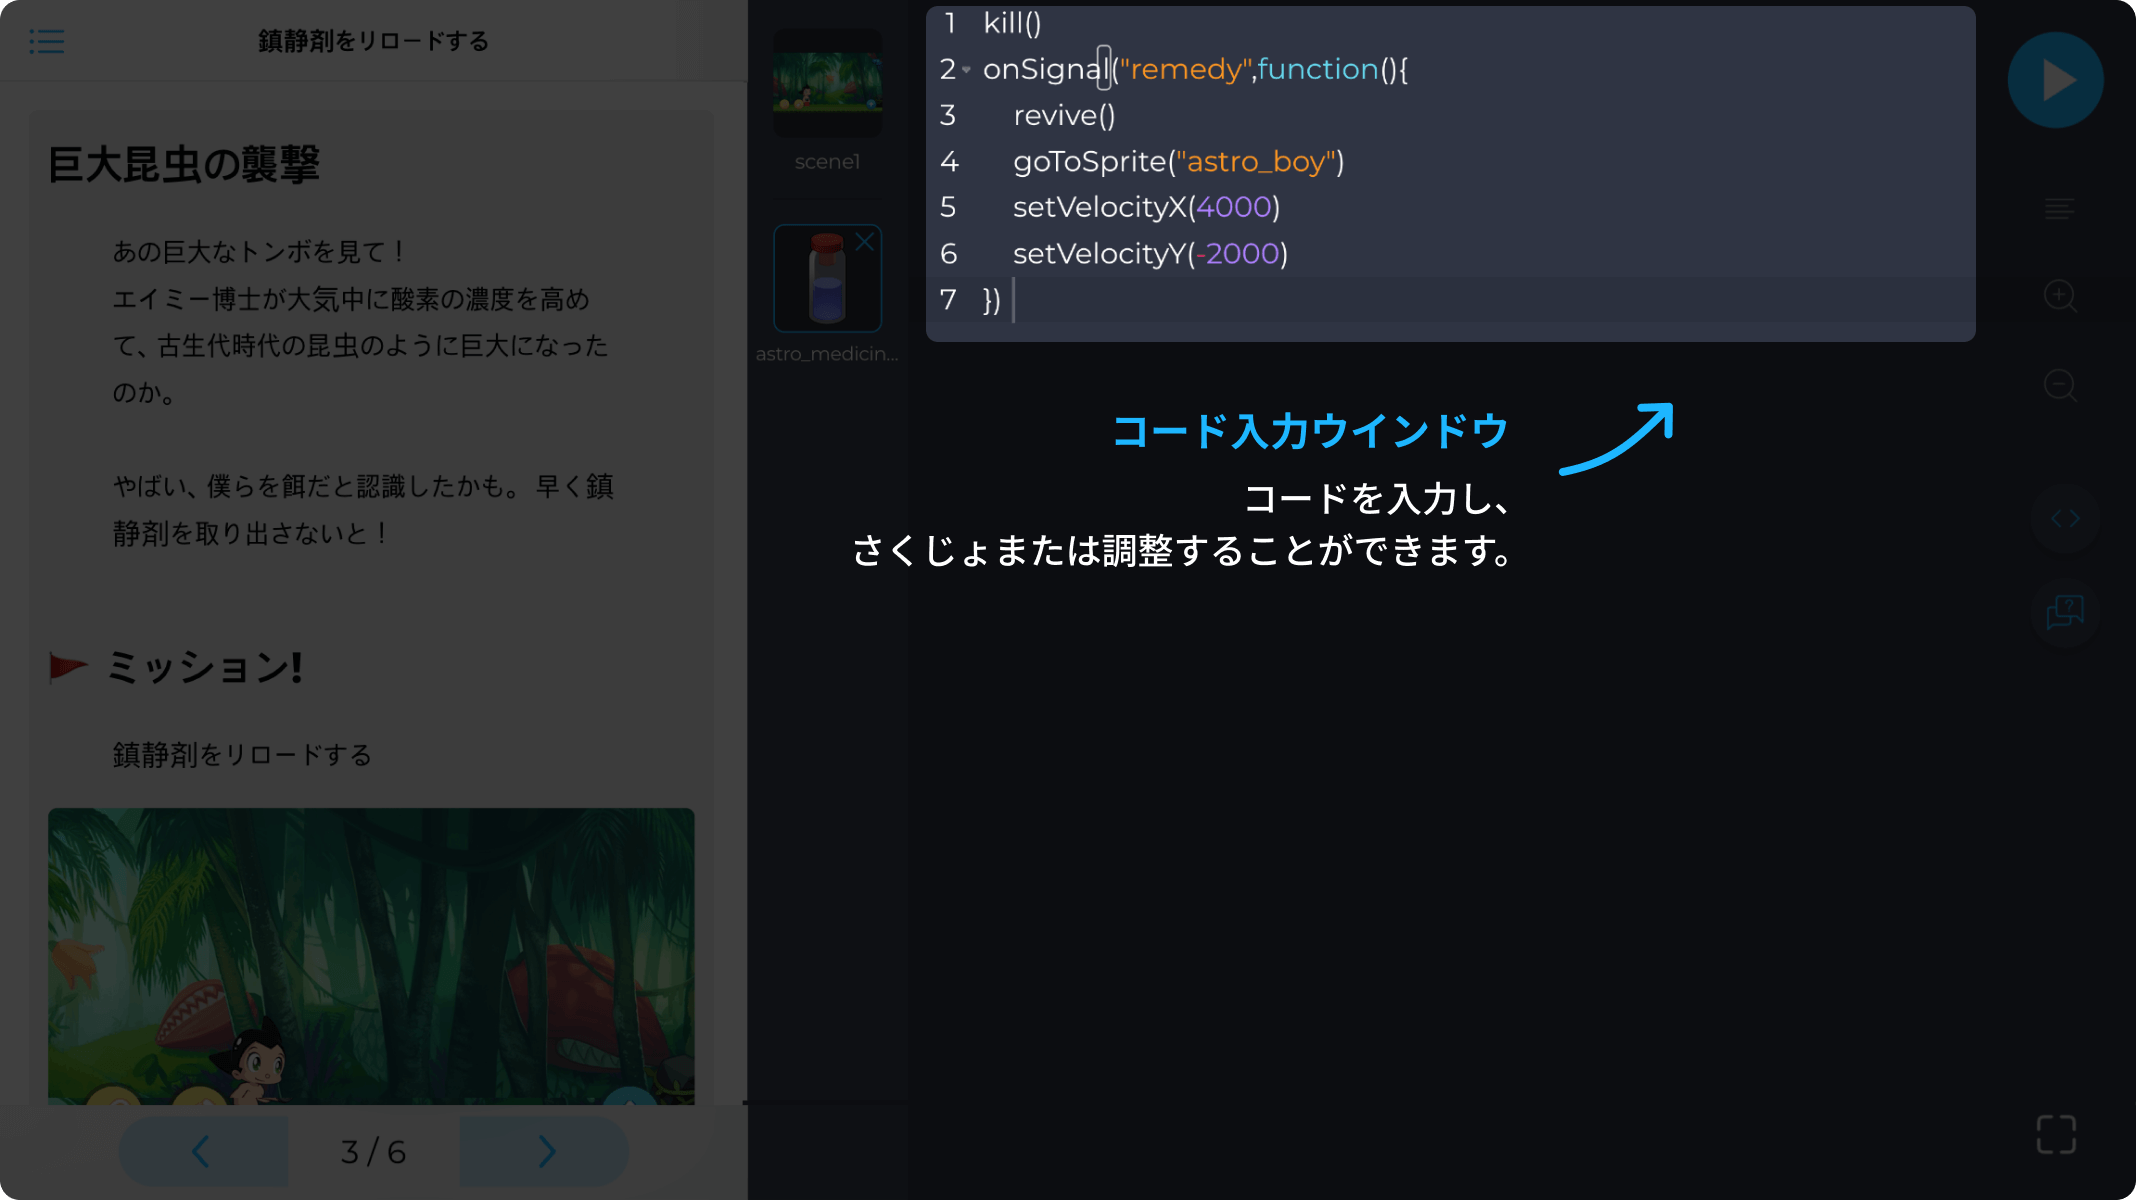 鎮静剤をリロードする
巨大昆虫の襲撃
あの巨大なトンボを見て！
エイミー博士が大気中に酸素の濃度を高め
て、古生代時代の昆虫のように巨大になった
のか。
やばい、僕らを餌だと認識したかも。 早く鎮
静剤を取り出さないと！
ミッション!
鎮静剤をリロードする
3 / 6
scene1
astro_medicin...
1 kill()
2 onSignal("remedy",function(){
3 revive()
4 goToSprite("astro_boy")
5 setVelocityX(4000)
6 setVelocityY(-2000)
7 })
コード入力ウインドウ
コードを入力し、
さくじょまたは調整することができます。